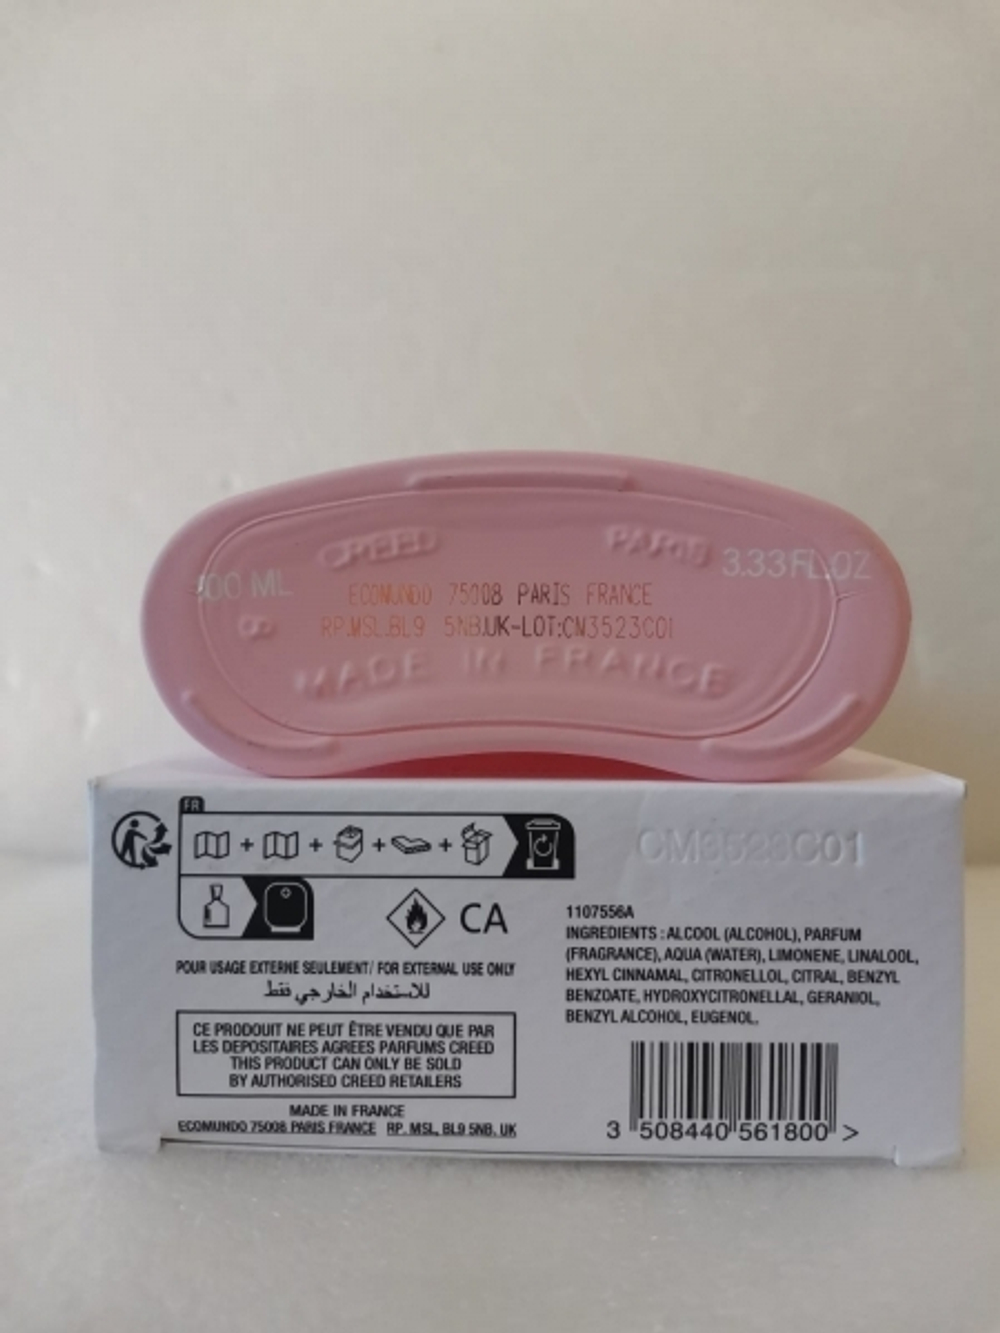 CREED PARIS
100 ML 3.33 FL.OZ
ECOMUNDO 75008 PARIS FRANCE
8 RP.MSL.BL9 5NB.UK-LOT:CM3523C01
MADE IN FRANCE
FR
CM3523C01
CA
1107556A
INGREDIENTS : ALCOOL (ALCOHOL), PARFUM
(FRAGRANCE), AQUA (WATER), LIMONENE, LINALOOL,
HEXYL CINNAMAL, CITRONELLOL, CITRAL, BENZYL
BENZOATE, HYDROXYCITRONELLAL, GERANIOL,
BENZYL ALCOHOL, EUGENOL.
POUR USAGE EXTERNE SEULEMENT/ FOR EXTERNAL USE ONLY
للاستخدام الخارجي فقط
CE PRODOUIT NE PEUT ÊTRE VENDU QUE PAR
LES DEPOSITAIRES AGREES PARFUMS CREED
THIS PRODUCT CAN ONLY BE SOLD
BY AUTHORISED CREED RETAILERS
MADE IN FRANCE
ECOMUNDO 75008 PARIS FRANCE RP. MSL, BL9 5NB. UK
3 508440 561800 >